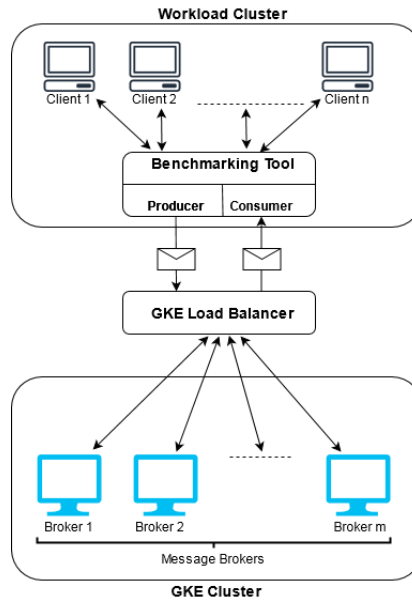 Workload Cluster
Client 1
Client 2
Client n
Benchmarking Tool
Producer
Consumer
GKE Load Balancer
Broker 1
Broker 2
Broker m
Message Brokers
GKE Cluster